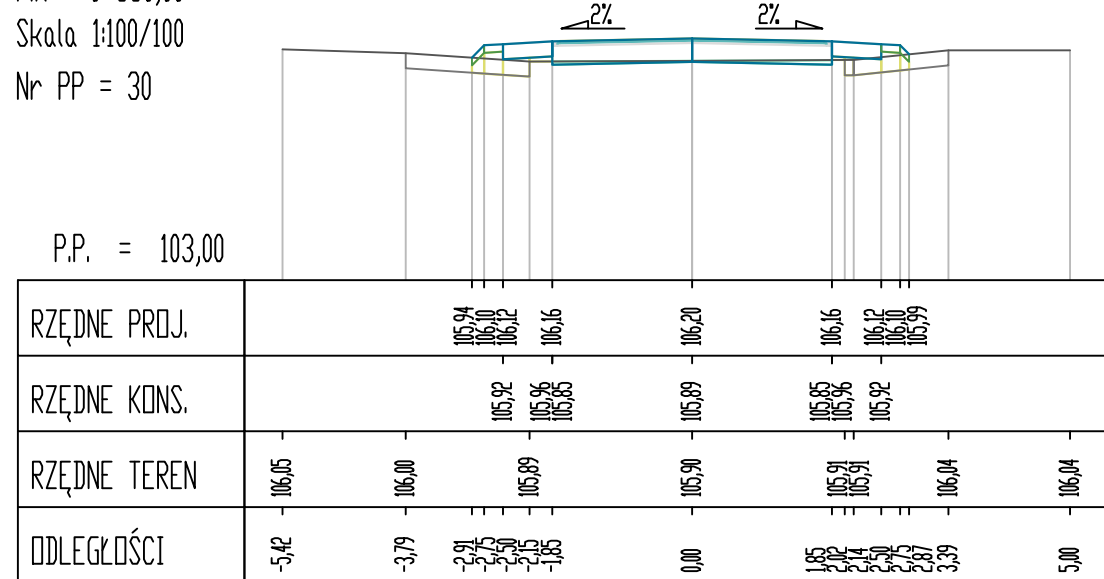 Skala 1:100/100
2% 2%
Nr PP = 30
P.P. = 103,00
RZĘDNE PROJ. 105,94 106,10 106,12 106,16 106,20 106,16 106,12 106,10 105,99
RZĘDNE KONS. 105,92 105,96 105,85 105,89 105,85 105,96 105,92
RZĘDNE TEREN 106,05 106,00 105,89 105,90 105,91 105,91 106,04 106,04
ODLEGŁOŚCI -5,42 -3,79 -2,91 -2,75 -2,50 -2,15 -1,85 0,00 1,85 2,02 2,14 2,50 2,75 2,87 3,39 5,00